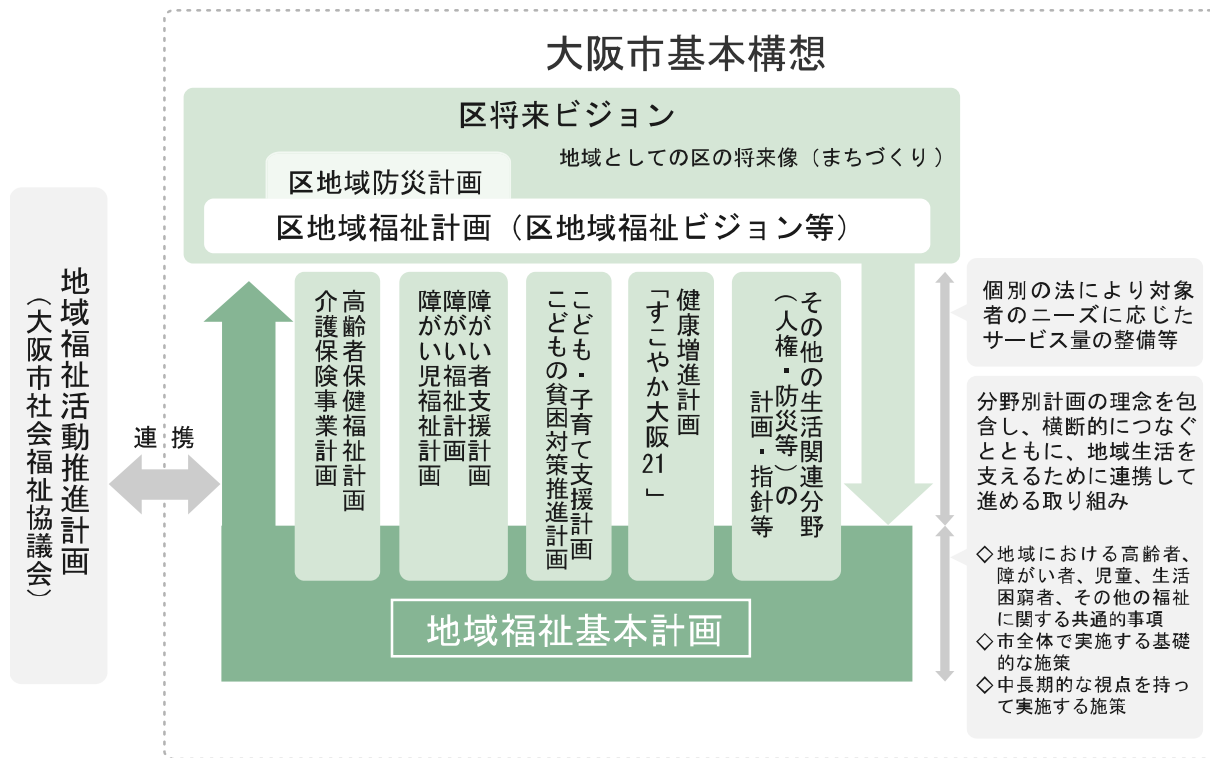 大阪市基本構想
区将来ビジョン
地域としての区の将来像（まちづくり）
区地域防災計画
区地域福祉計画（区地域福祉ビジョン等）
地域福祉活動推進計画
（大阪市社会福祉協議会）
連携
高齢者保健福祉計画
介護保険事業計画
障がい者支援計画
障がい福祉計画
障がい児福祉計画
こども・子育て支援計画
こどもの貧困対策推進計画
健康増進計画
「すこやか大阪21」
その他の生活関連分野
（人権・防災等）の
計画・指針等
地域福祉基本計画
個別の法により対象
者のニーズに応じた
サービス量の整備等
分野別計画の理念を包
含し、横断的につなぐ
とともに、地域生活を
支えるために連携して
進める取り組み
◇地域における高齢者、
障がい者、児童、生活
困窮者、その他の福祉
に関する共通的事項
◇市全体で実施する基礎
的な施策
◇中長期的な視点を持っ
て実施する施策